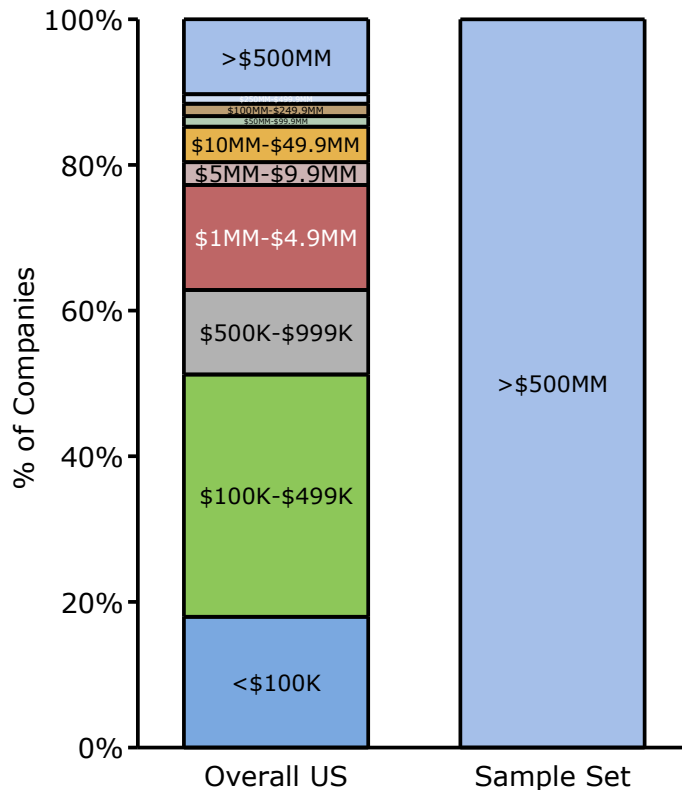 100%
80%
60%
40%
20%
0%
% of Companies
>$500MM
$100MM-$249.9MM
$50MM-$99.9MM
$10MM-$49.9MM
$5MM-$9.9MM
$1MM-$4.9MM
$500K-$999K
$100K-$499K
<$100K
>$500MM
Overall US
Sample Set